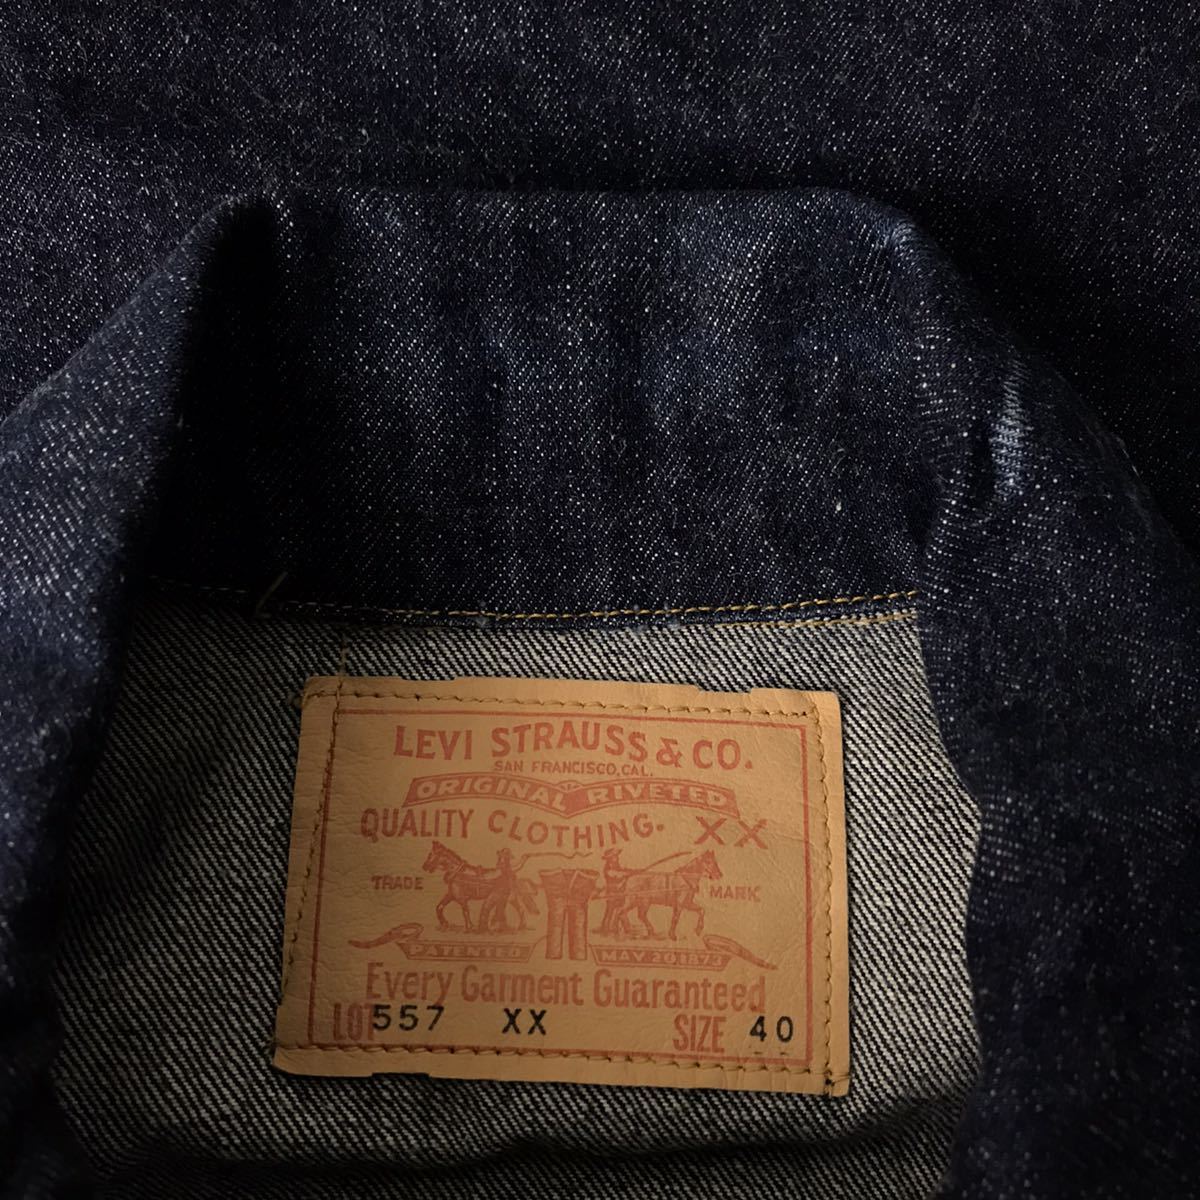 LEVI STRAUSS & CO.
SAN FRANCISCO, CAL.
ORIGINAL RIVETED
QUALITY CLOTHING. XX
TRADE MARK
PATENTED MAY 20 1873
Every Garment Guaranteed
LOT 557 XX SIZE 40